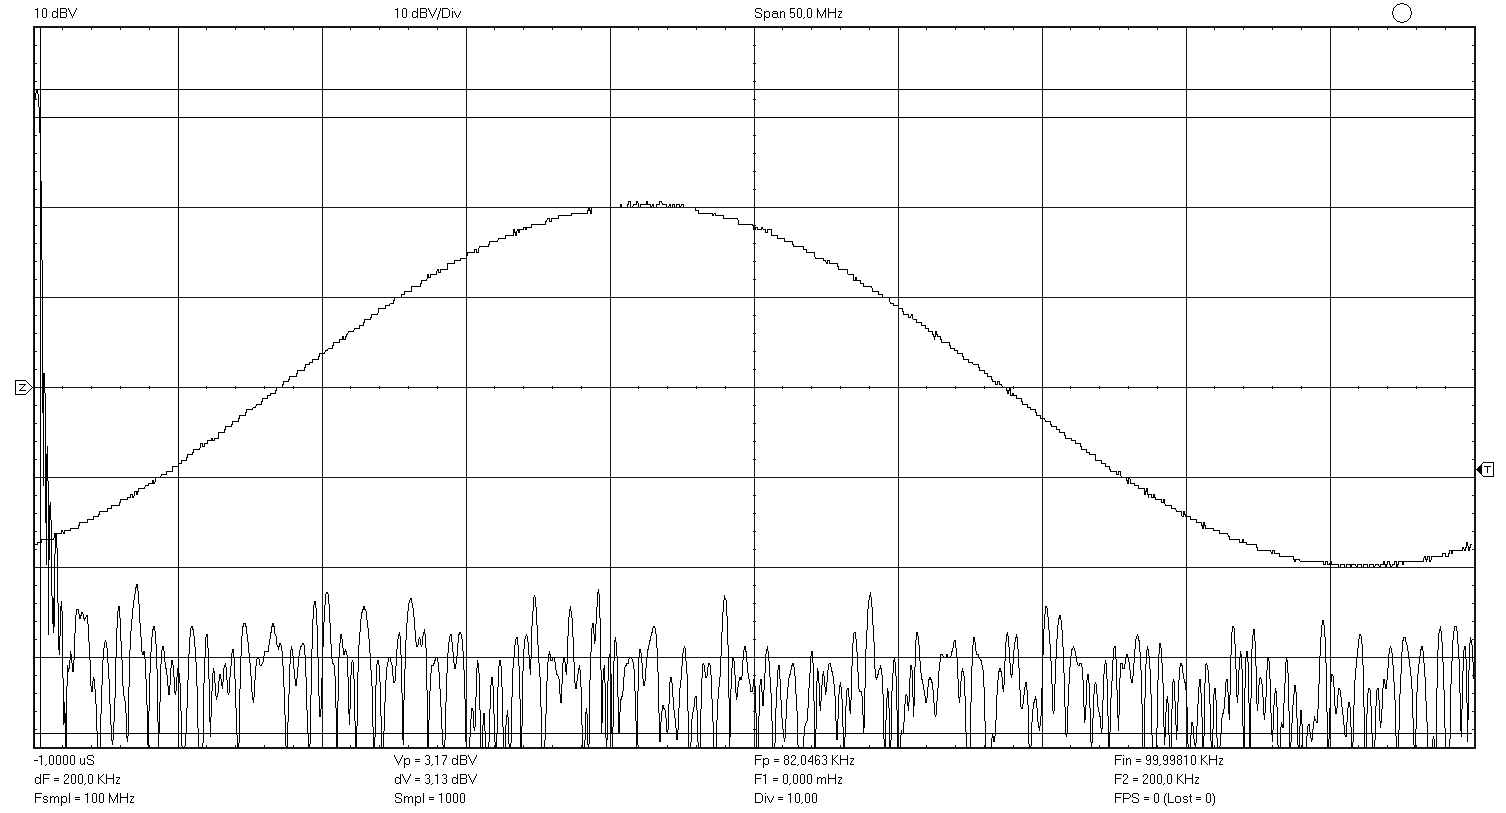 10 dBV 10 dBV/Div Span 50,0 MHz
Z
T
-1,0000 uS Vp = 3,17 dBV Fp = 82,0463 KHz Fin = 99,99810 KHz
dF = 200,0 KHz dV = 3,13 dBV F1 = 0,000 mHz F2 = 200,0 KHz
Fsmpl = 100 MHz Smpl = 1000 Div = 10,00 FPS = 0 (Lost = 0)